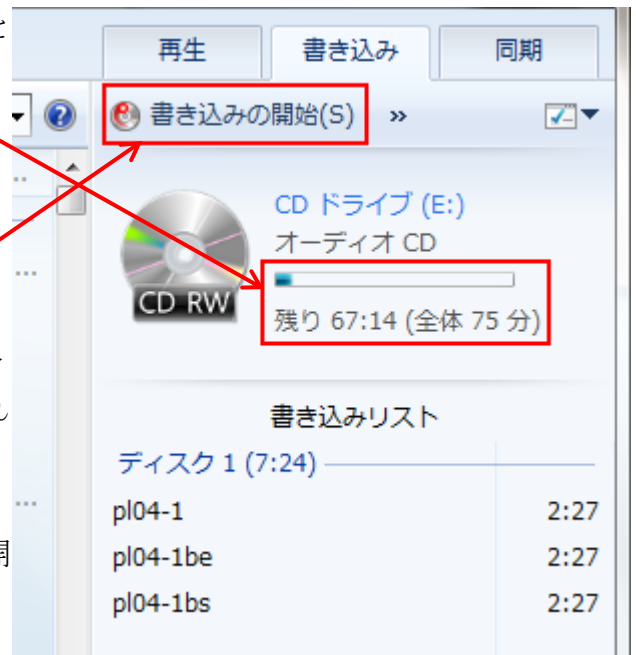 と
再生 書き込み 同期
書き込みの開始(S) »
CD ドライブ (E:)
オーディオ CD
CD RW
残り 67:14 (全体 75 分)
書き込みリスト
ディスク 1 (7:24)
pl04-1 2:27
pl04-1be 2:27
pl04-1bs 2:27
開